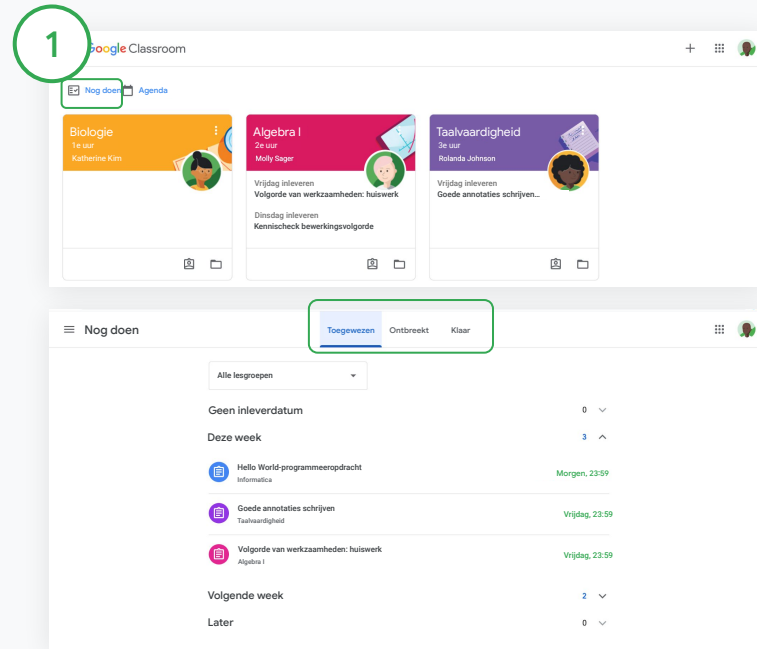 1
Google Classroom
Nog doen Agenda
Biologie
1e uur
Katherine Kim
Algebra I
2e uur
Molly Sager
Vrijdag inleveren
Volgorde van werkzaamheden: huiswerk
Dinsdag inleveren
Kennischeck bewerkingsvolgorde
Taalvaardigheid
3e uur
Rolanda Johnson
Vrijdag inleveren
Goede annotaties schrijven...
Nog doen
Toegewezen Ontbreekt Klaar
Alle lesgroepen
Geen inleverdatum 0
Deze week 3
Hello World-programmeeropdracht
Informatica
Morgen, 23:59
Goede annotaties schrijven
Taalvaardigheid
Vrijdag, 23:59
Volgorde van werkzaamheden: huiswerk
Algebra I
Vrijdag, 23:59
Volgende week 2
Later 0